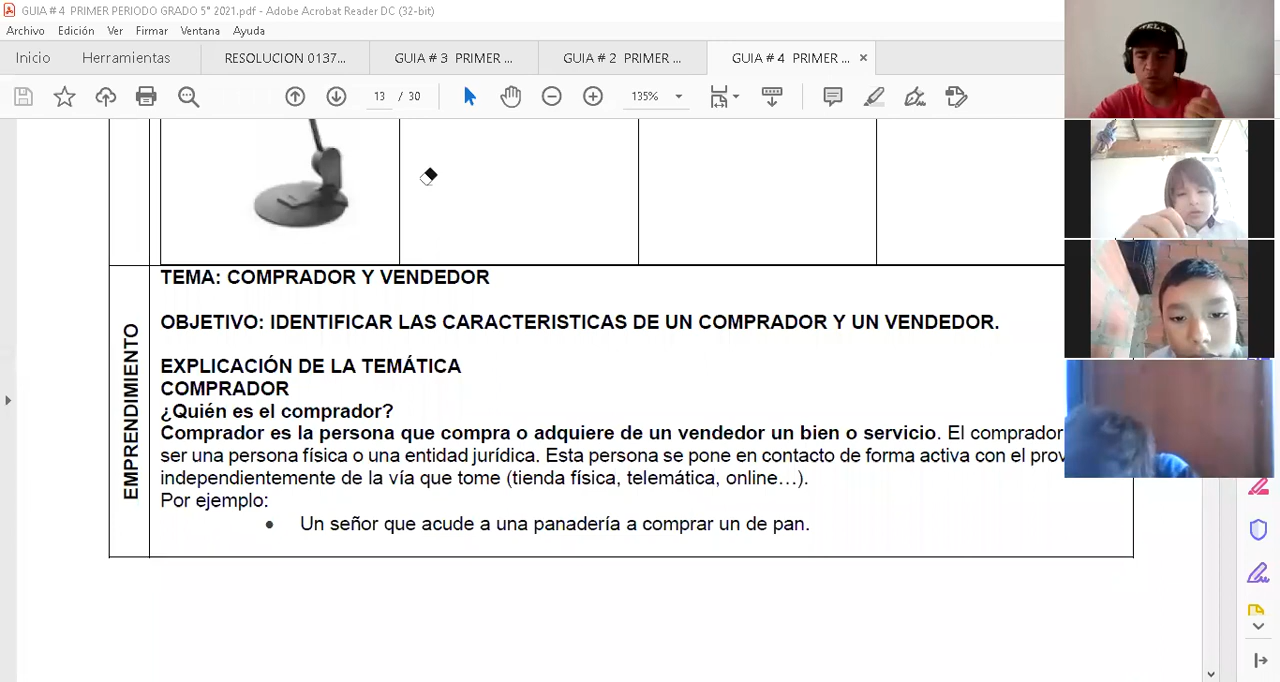 GUIA # 4 PRIMER PERIODO GRADO 5° 2021.pdf - Adobe Acrobat Reader DC (32-bit)
Archivo Edición Ver Firmar Ventana Ayuda
Inicio Herramientas RESOLUCION 0137... GUIA # 3 PRIMER ... GUIA # 2 PRIMER ... GUIA # 4 PRIMER ... ×
13 / 30 135%
TEMA: COMPRADOR Y VENDEDOR
OBJETIVO: IDENTIFICAR LAS CARACTERISTICAS DE UN COMPRADOR Y UN VENDEDOR.
EXPLICACIÓN DE LA TEMÁTICA
COMPRADOR
¿Quién es el comprador?
Comprador es la persona que compra o adquiere de un vendedor un bien o servicio. El comprador
ser una persona física o una entidad jurídica. Esta persona se pone en contacto de forma activa con el prov
independientemente de la vía que tome (tienda física, telemática, online…).
Por ejemplo:
• Un señor que acude a una panadería a comprar un de pan.
EMPRENDIMIENTO